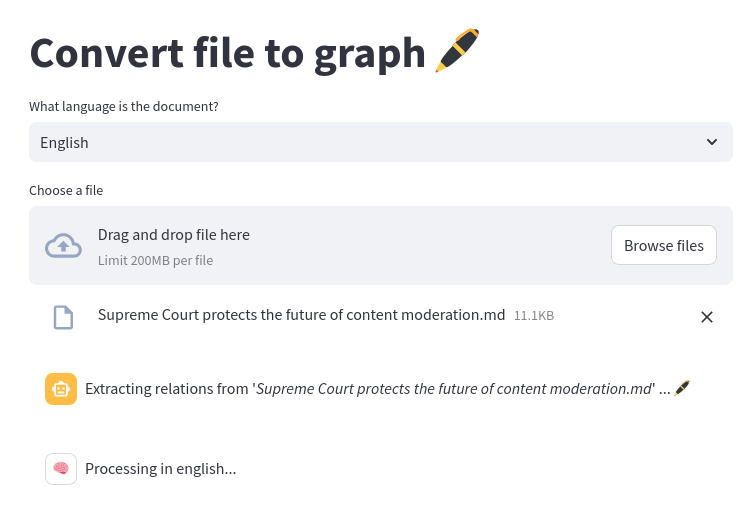 Convert file to graph 🖋️
What language is the document?
English
Choose a file
Drag and drop file here
Limit 200MB per file
Browse files
Supreme Court protects the future of content moderation.md 11.1KB
Extracting relations from 'Supreme Court protects the future of content moderation.md' ... 🖋️
Processing in english...